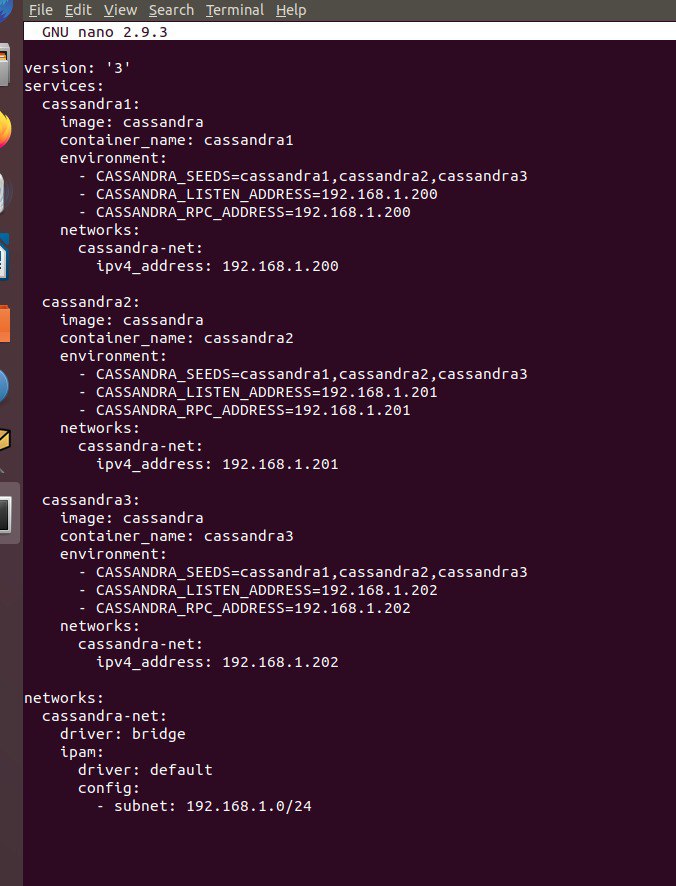 File Edit View Search Terminal Help
GNU nano 2.9.3
version: '3'
services:
  cassandra1:
    image: cassandra
    container_name: cassandra1
    environment:
      - CASSANDRA_SEEDS=cassandra1,cassandra2,cassandra3
      - CASSANDRA_LISTEN_ADDRESS=192.168.1.200
      - CASSANDRA_RPC_ADDRESS=192.168.1.200
    networks:
      cassandra-net:
        ipv4_address: 192.168.1.200
  cassandra2:
    image: cassandra
    container_name: cassandra2
    environment:
      - CASSANDRA_SEEDS=cassandra1,cassandra2,cassandra3
      - CASSANDRA_LISTEN_ADDRESS=192.168.1.201
      - CASSANDRA_RPC_ADDRESS=192.168.1.201
    networks:
      cassandra-net:
        ipv4_address: 192.168.1.201
  cassandra3:
    image: cassandra
    container_name: cassandra3
    environment:
      - CASSANDRA_SEEDS=cassandra1,cassandra2,cassandra3
      - CASSANDRA_LISTEN_ADDRESS=192.168.1.202
      - CASSANDRA_RPC_ADDRESS=192.168.1.202
    networks:
      cassandra-net:
        ipv4_address: 192.168.1.202
networks:
  cassandra-net:
    driver: bridge
    ipam:
      driver: default
      config:
        - subnet: 192.168.1.0/24